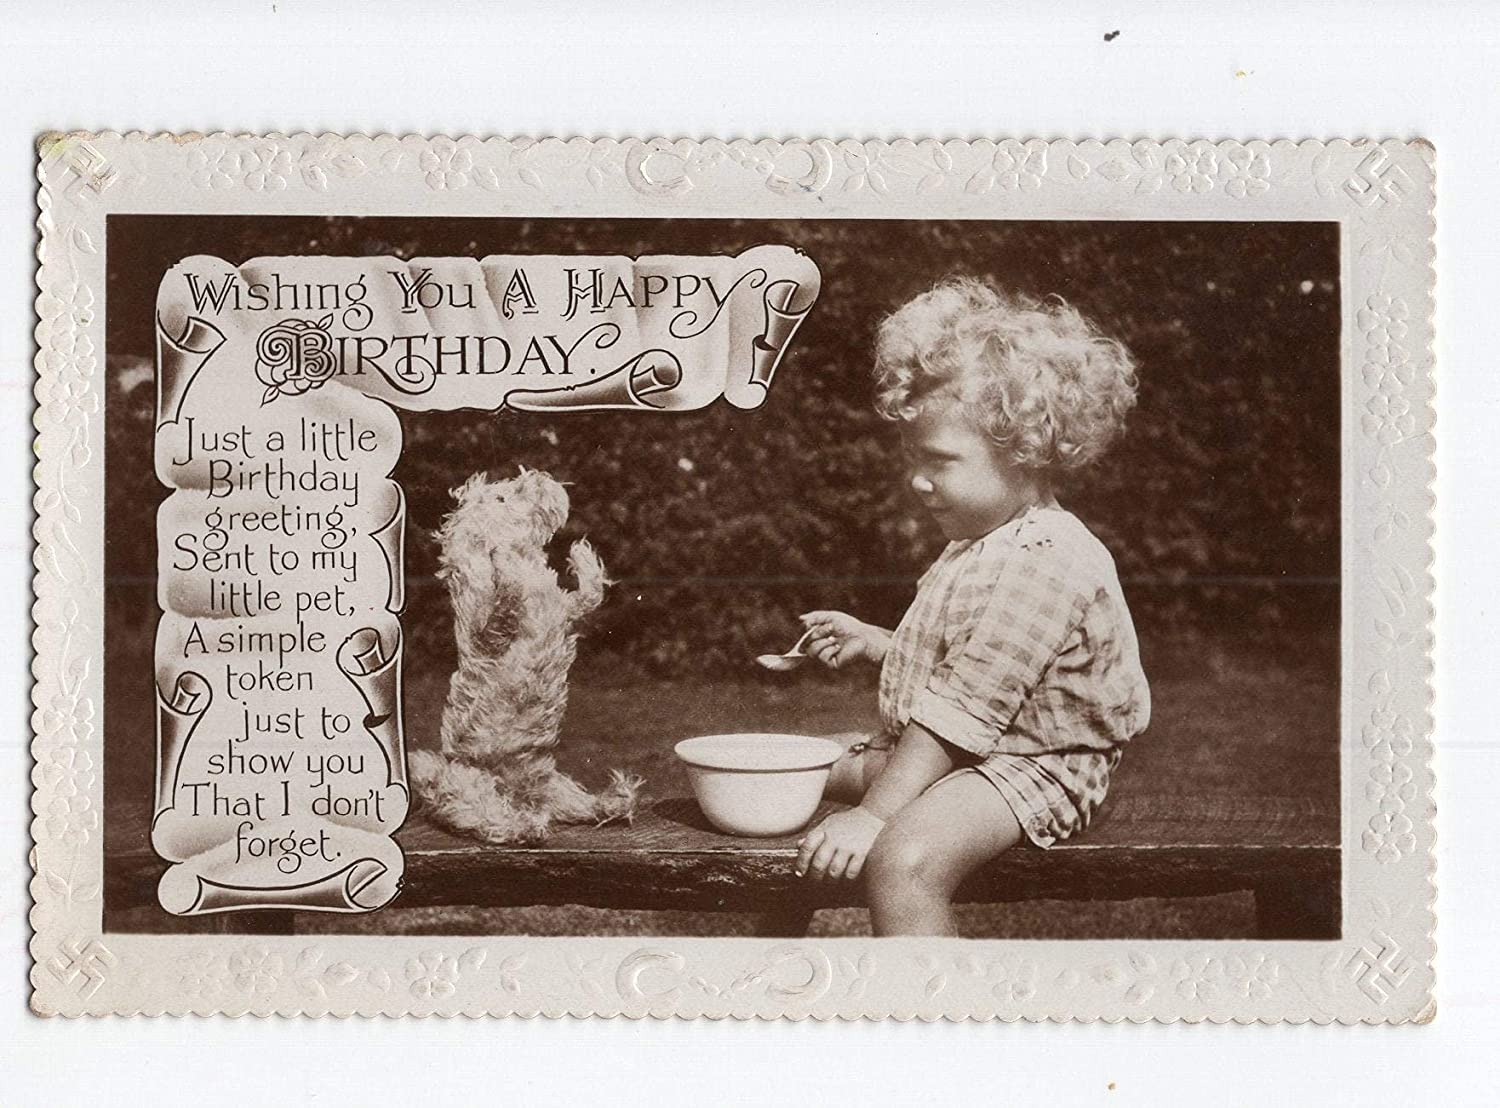 Wishing You A Happy
Birthday.
Just a little
Birthday
greeting,
Sent to my
little pet,
A simple
token
just to
show you
That I don't
forget.